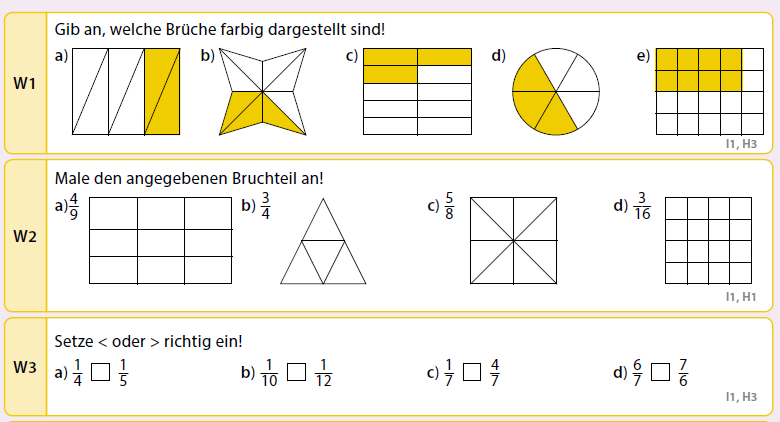 W1
Gib an, welche Brüche farbig dargestellt sind!
a) b) c) d) e)
I1, H3
W2
Male den angegebenen Bruchteil an!
a) 4/9 b) 3/4 c) 5/8 d) 3/16
I1, H1
W3
Setze < oder > richtig ein!
a) 1/4 □ 1/5 b) 1/10 □ 1/12 c) 1/7 □ 4/7 d) 6/7 □ 7/6
I1, H3